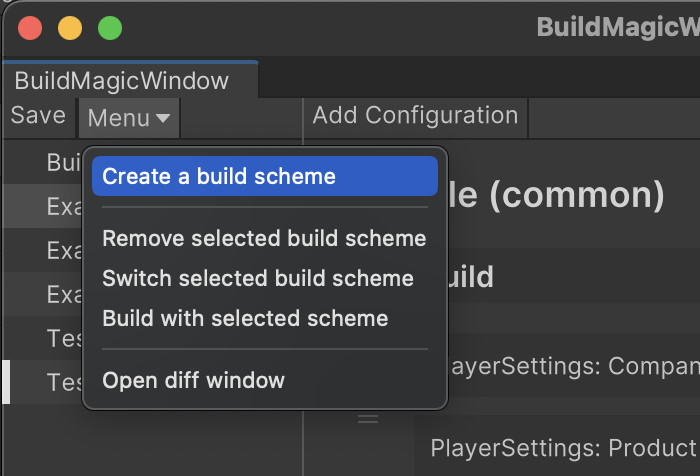 BuildMagicW
BuildMagicWindow
Save Menu Add Configuration
Create a build scheme
Remove selected build scheme
Switch selected build scheme
Build with selected scheme
Open diff window
Bui
Exa
Exa
Exa
Tes
Tes
le (common)
uild
ayerSettings: Compan
PlayerSettings: Product